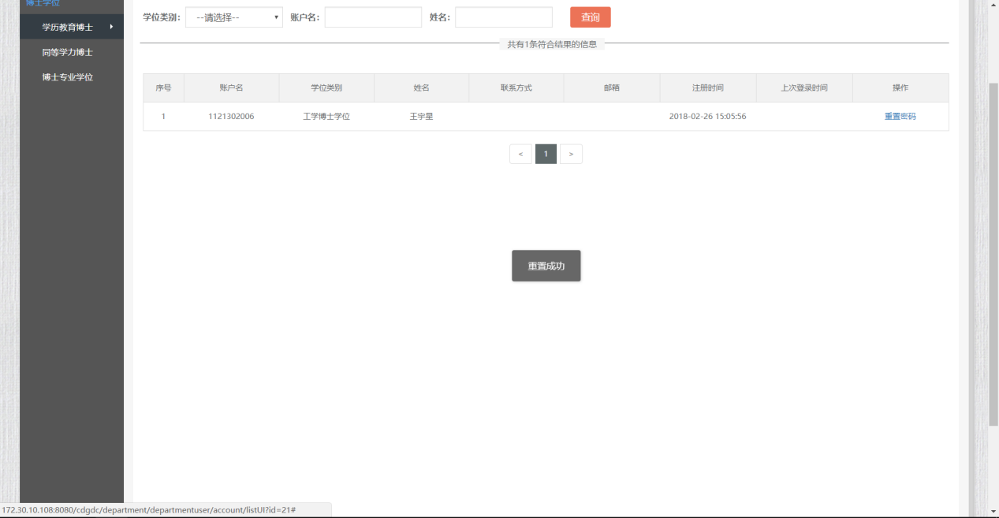 博士学位
学历教育博士
同等学力博士
博士专业学位
学位类别： --请选择-- 账户名： 姓名： 查询
共有1条符合结果的信息
序号 账户名 学位类别 姓名 联系方式 邮箱 注册时间 上次登录时间 操作
1 1121302006 工学博士学位 王宇星 2018-02-26 15:05:56 重置密码
< 1 >
重置成功
172.30.10.108:8080/cdgdc/department/departmentuser/account/listUI?id=21#